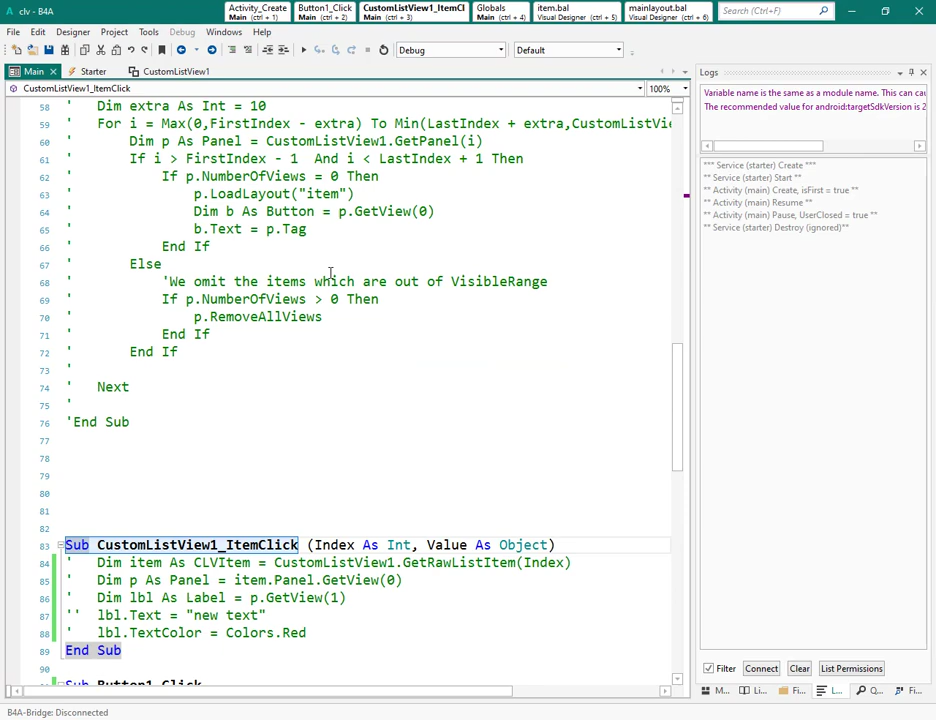 clv - B4A
Activity_Create
Main (ctrl + 1)
Button1_Click
Main (ctrl + 2)
CustomListView1_ItemCl
Main (ctrl + 3)
Globals
Main (ctrl + 4)
item.bal
Visual Designer (ctrl + 5)
mainlayout.bal
Visual Designer (ctrl + 6)
Search (Ctrl+F)
File Edit Designer Project Tools Debug Windows Help
Debug
Default
Main
Starter
CustomListView1
CustomListView1_ItemClick
100%
58 ' Dim extra As Int = 10
59 ' For i = Max(0,FirstIndex - extra) To Min(LastIndex + extra,CustomListVie
60 ' Dim p As Panel = CustomListView1.GetPanel(i)
61 ' If i > FirstIndex - 1 And i < LastIndex + 1 Then
62 ' If p.NumberOfViews = 0 Then
63 ' p.LoadLayout("item")
64 ' Dim b As Button = p.GetView(0)
65 ' b.Text = p.Tag
66 ' End If
67 ' Else
68 ' 'We omit the items which are out of VisibleRange
69 ' If p.NumberOfViews > 0 Then
70 ' p.RemoveAllViews
71 ' End If
72 ' End If
73 '
74 ' Next
75 '
76 'End Sub
77
78
79
80
81
82
83 Sub CustomListView1_ItemClick (Index As Int, Value As Object)
84 ' Dim item As CLVItem = CustomListView1.GetRawListItem(Index)
85 ' Dim p As Panel = item.Panel.GetView(0)
86 ' Dim lbl As Label = p.GetView(1)
87 '' lbl.Text = "new text"
88 ' lbl.TextColor = Colors.Red
89 End Sub
90
91 Sub Button1_Click
Logs
Variable name is the same as a module name. This can cau
The recommended value for android:targetSdkVersion is 2
*** Service (starter) Create ***
** Service (starter) Start **
** Activity (main) Create, isFirst = true **
** Activity (main) Resume **
** Activity (main) Pause, UserClosed = true **
** Service (starter) Destroy (ignored)**
Filter
Connect
Clear
List Permissions
M...
Li...
Fi...
L...
Q...
Fi...
B4A-Bridge: Disconnected